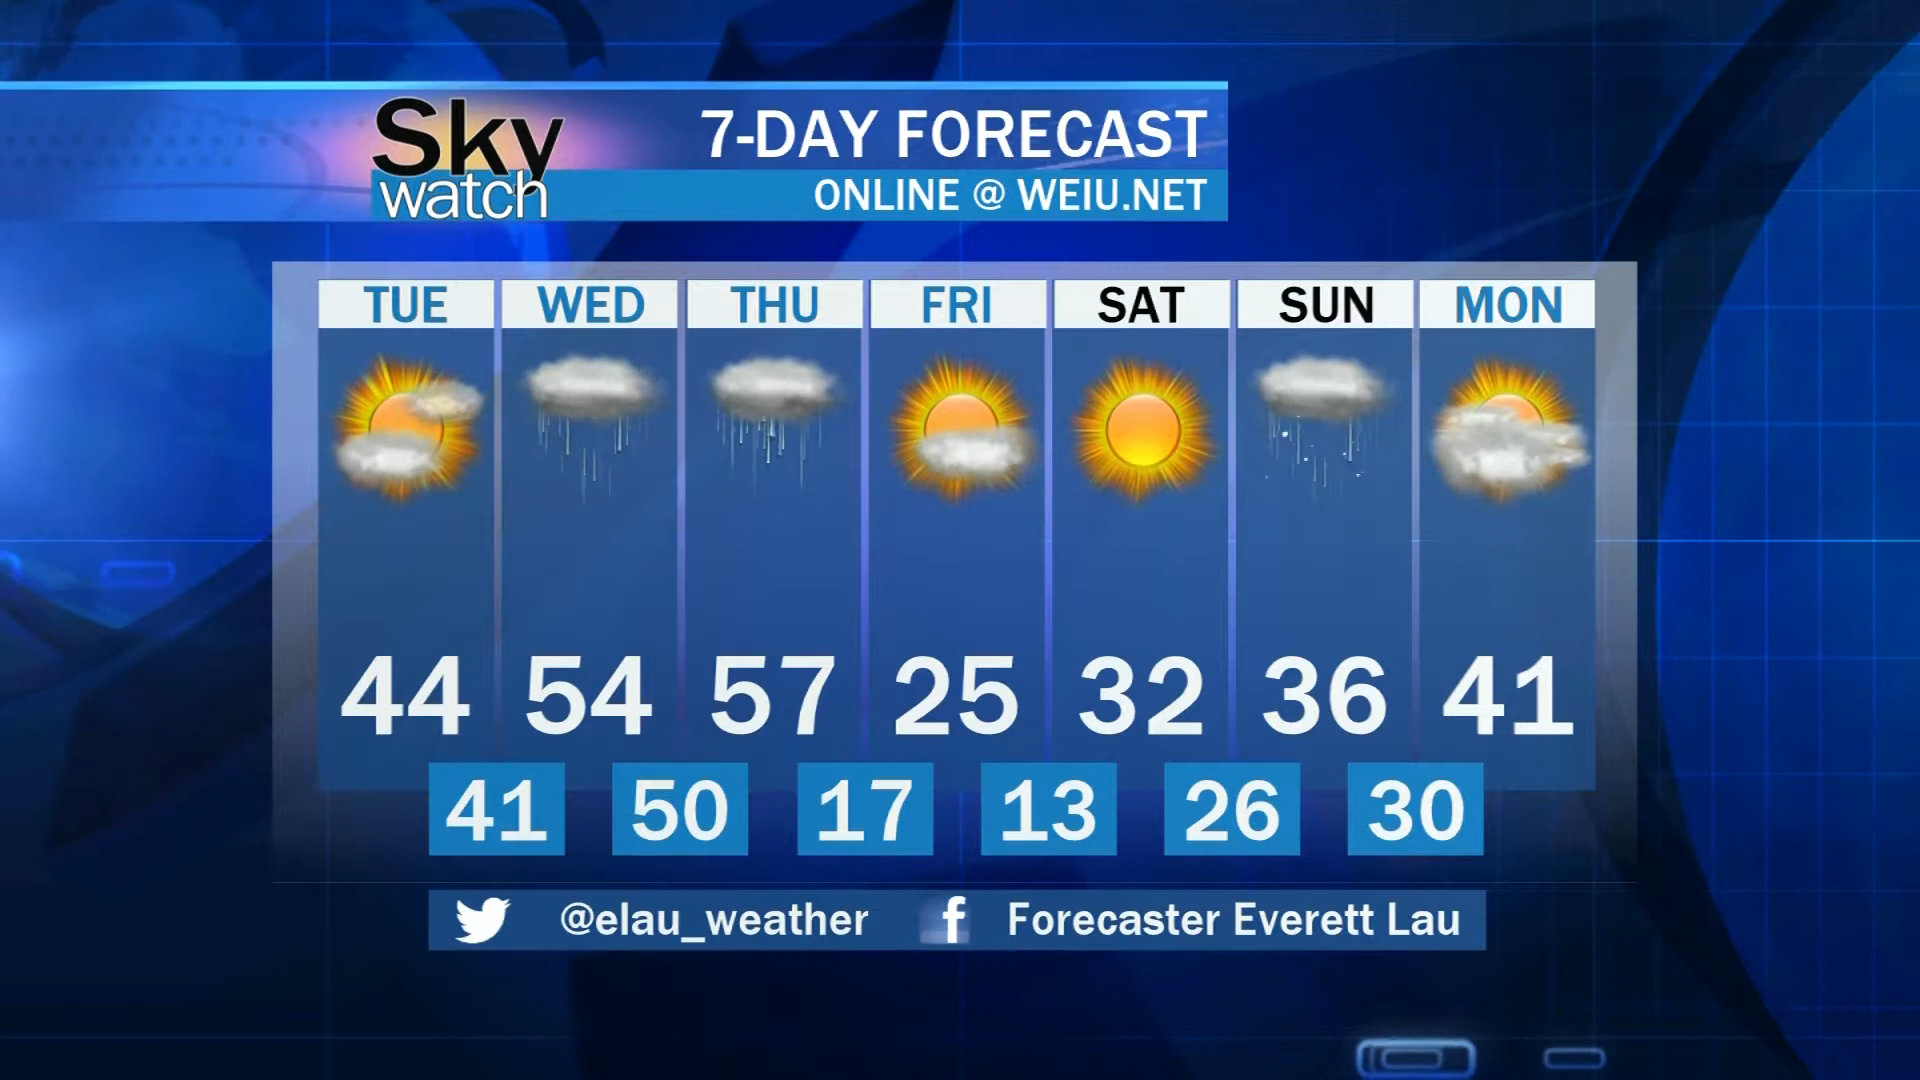 Sky
watch
7-DAY FORECAST
ONLINE @ WEIU.NET
TUE WED THU FRI SAT SUN MON
44 54 57 25 32 36 41
41 50 17 13 26 30
@elau_weather f Forecaster Everett Lau